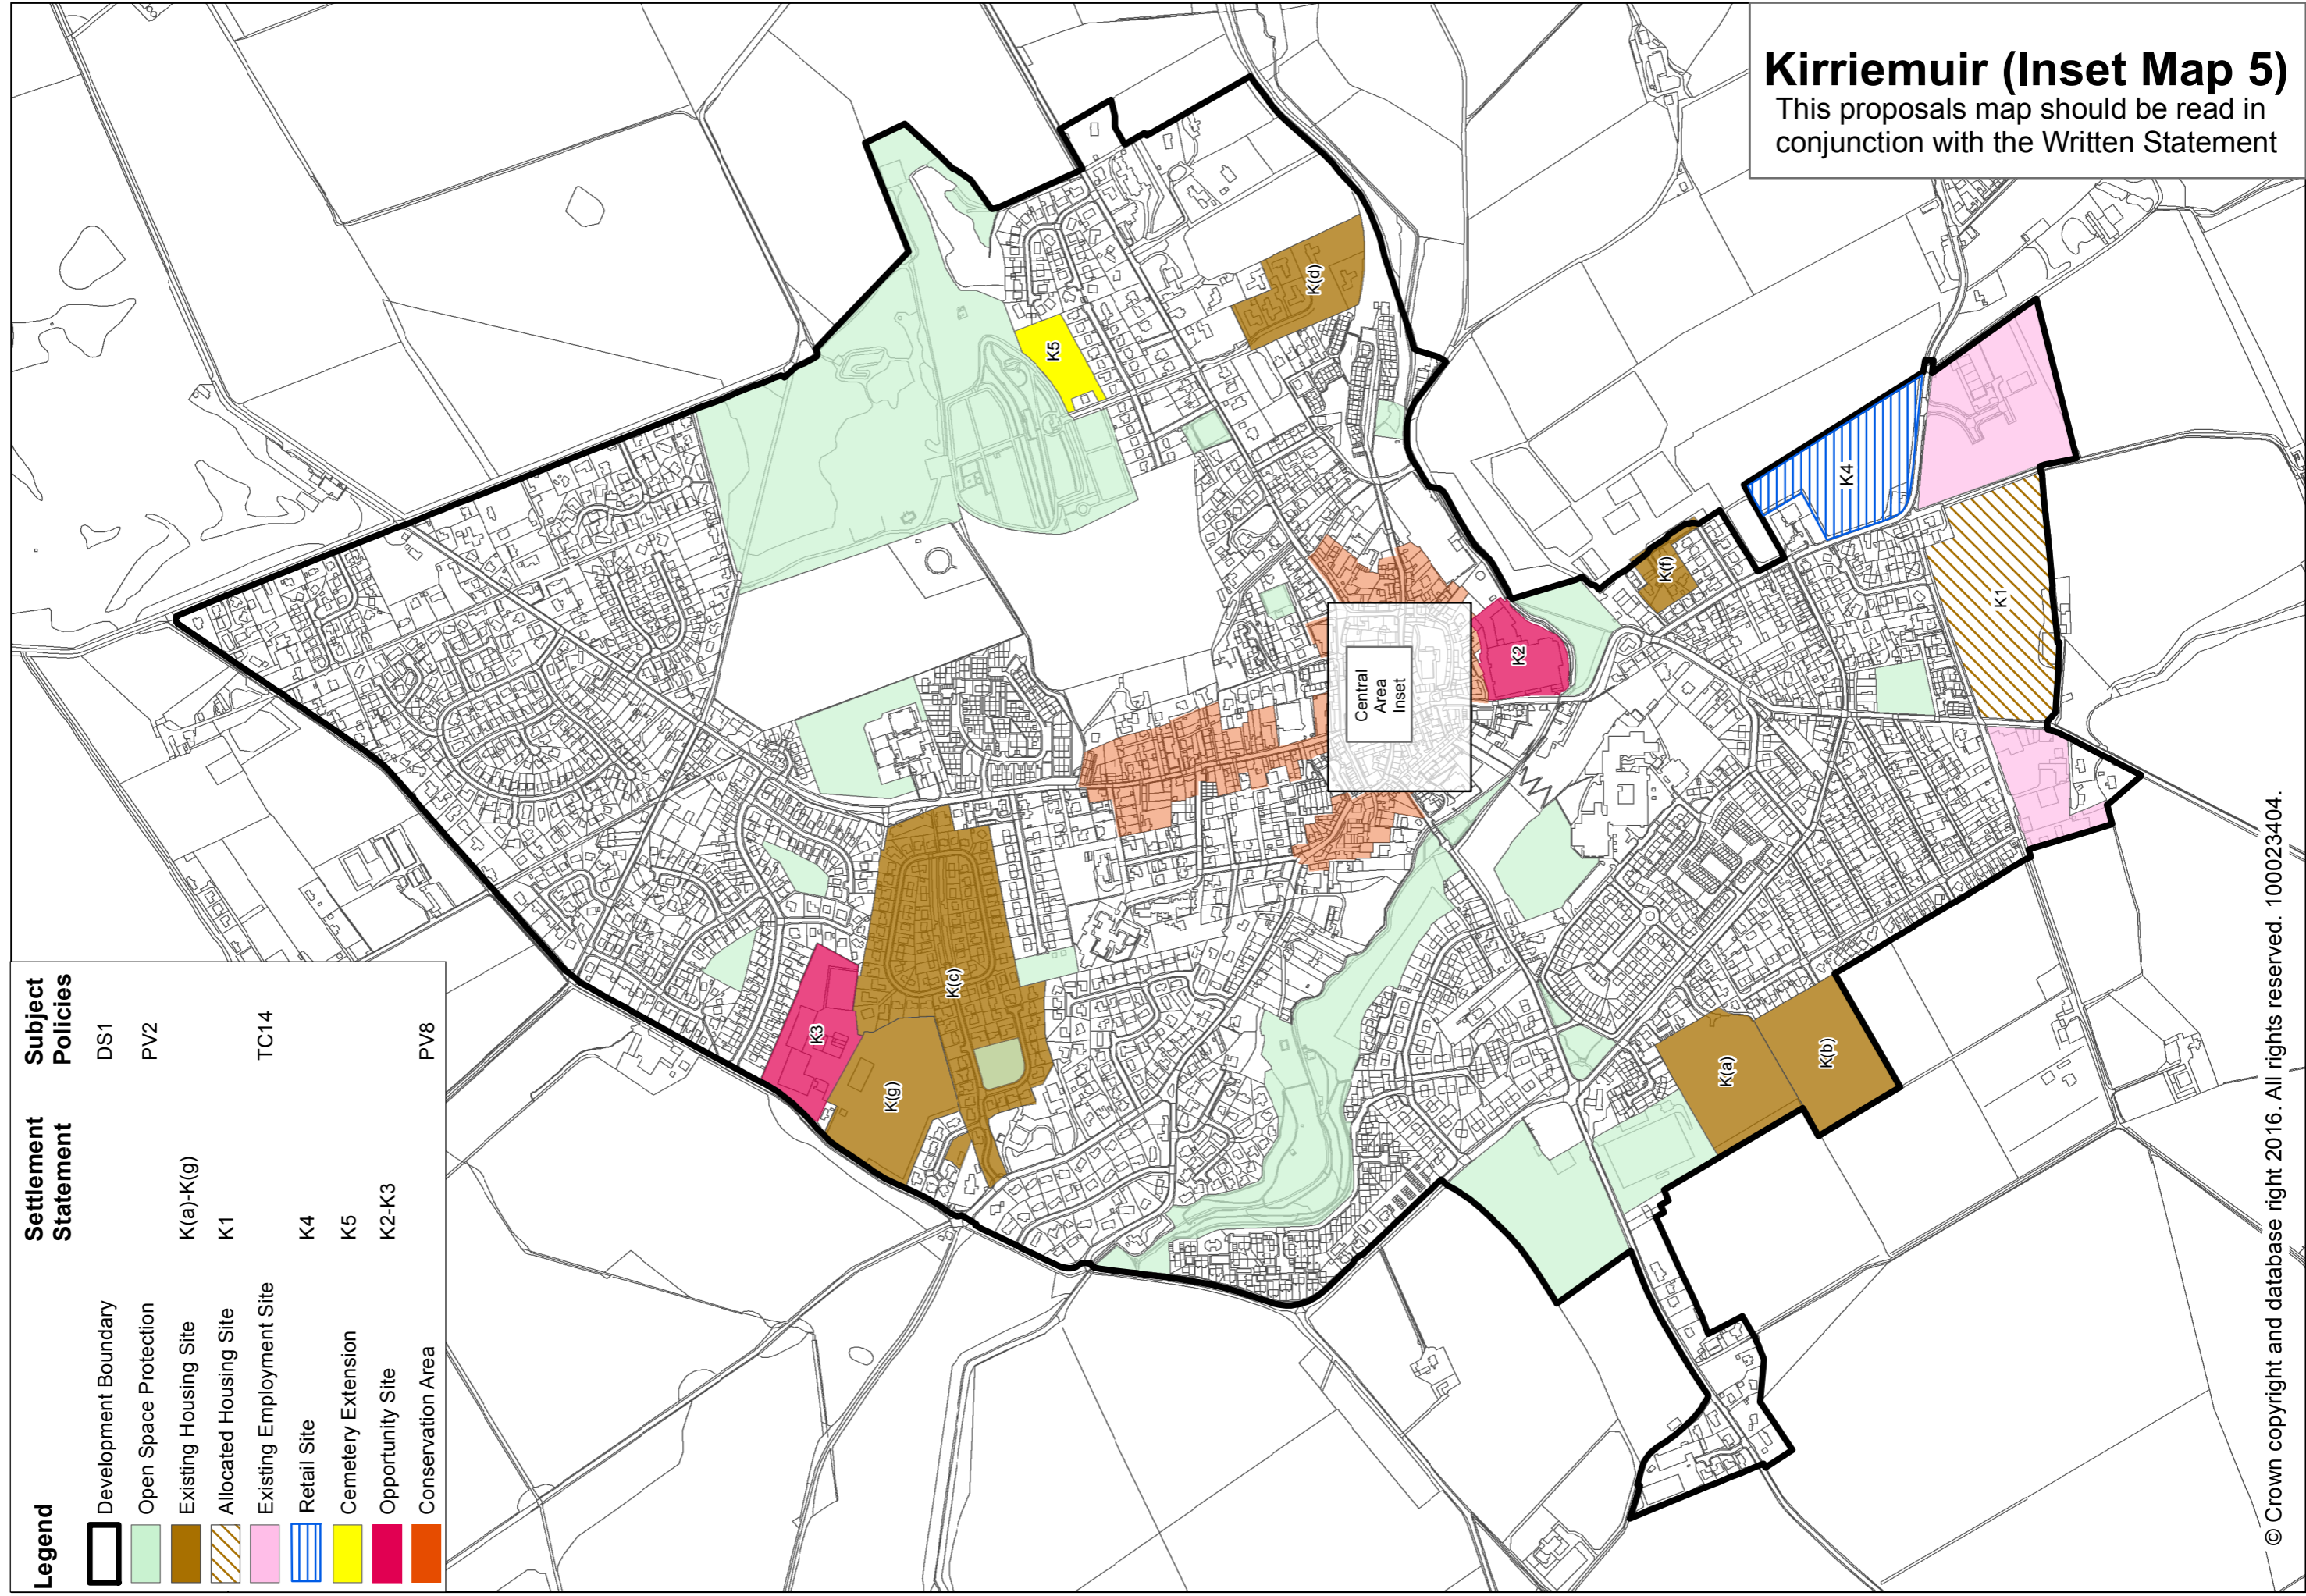 Kirriemuir (Inset Map 5)
This proposals map should be read in
conjunction with the Written Statement
Legend
Settlement
Statement
Subject
Policies
Development Boundary DS1
Open Space Protection PV2
Existing Housing Site K(a)-K(g)
Allocated Housing Site K1
Existing Employment Site TC14
Retail Site K4
Cemetery Extension K5
Opportunity Site K2-K3
Conservation Area PV8
K5
K(d)
K4
K(f)
K1
K2
Central
Area
Inset
K3
K(c)
K(g)
K(a)
K(b)
© Crown copyright and database right 2016. All rights reserved. 100023404.